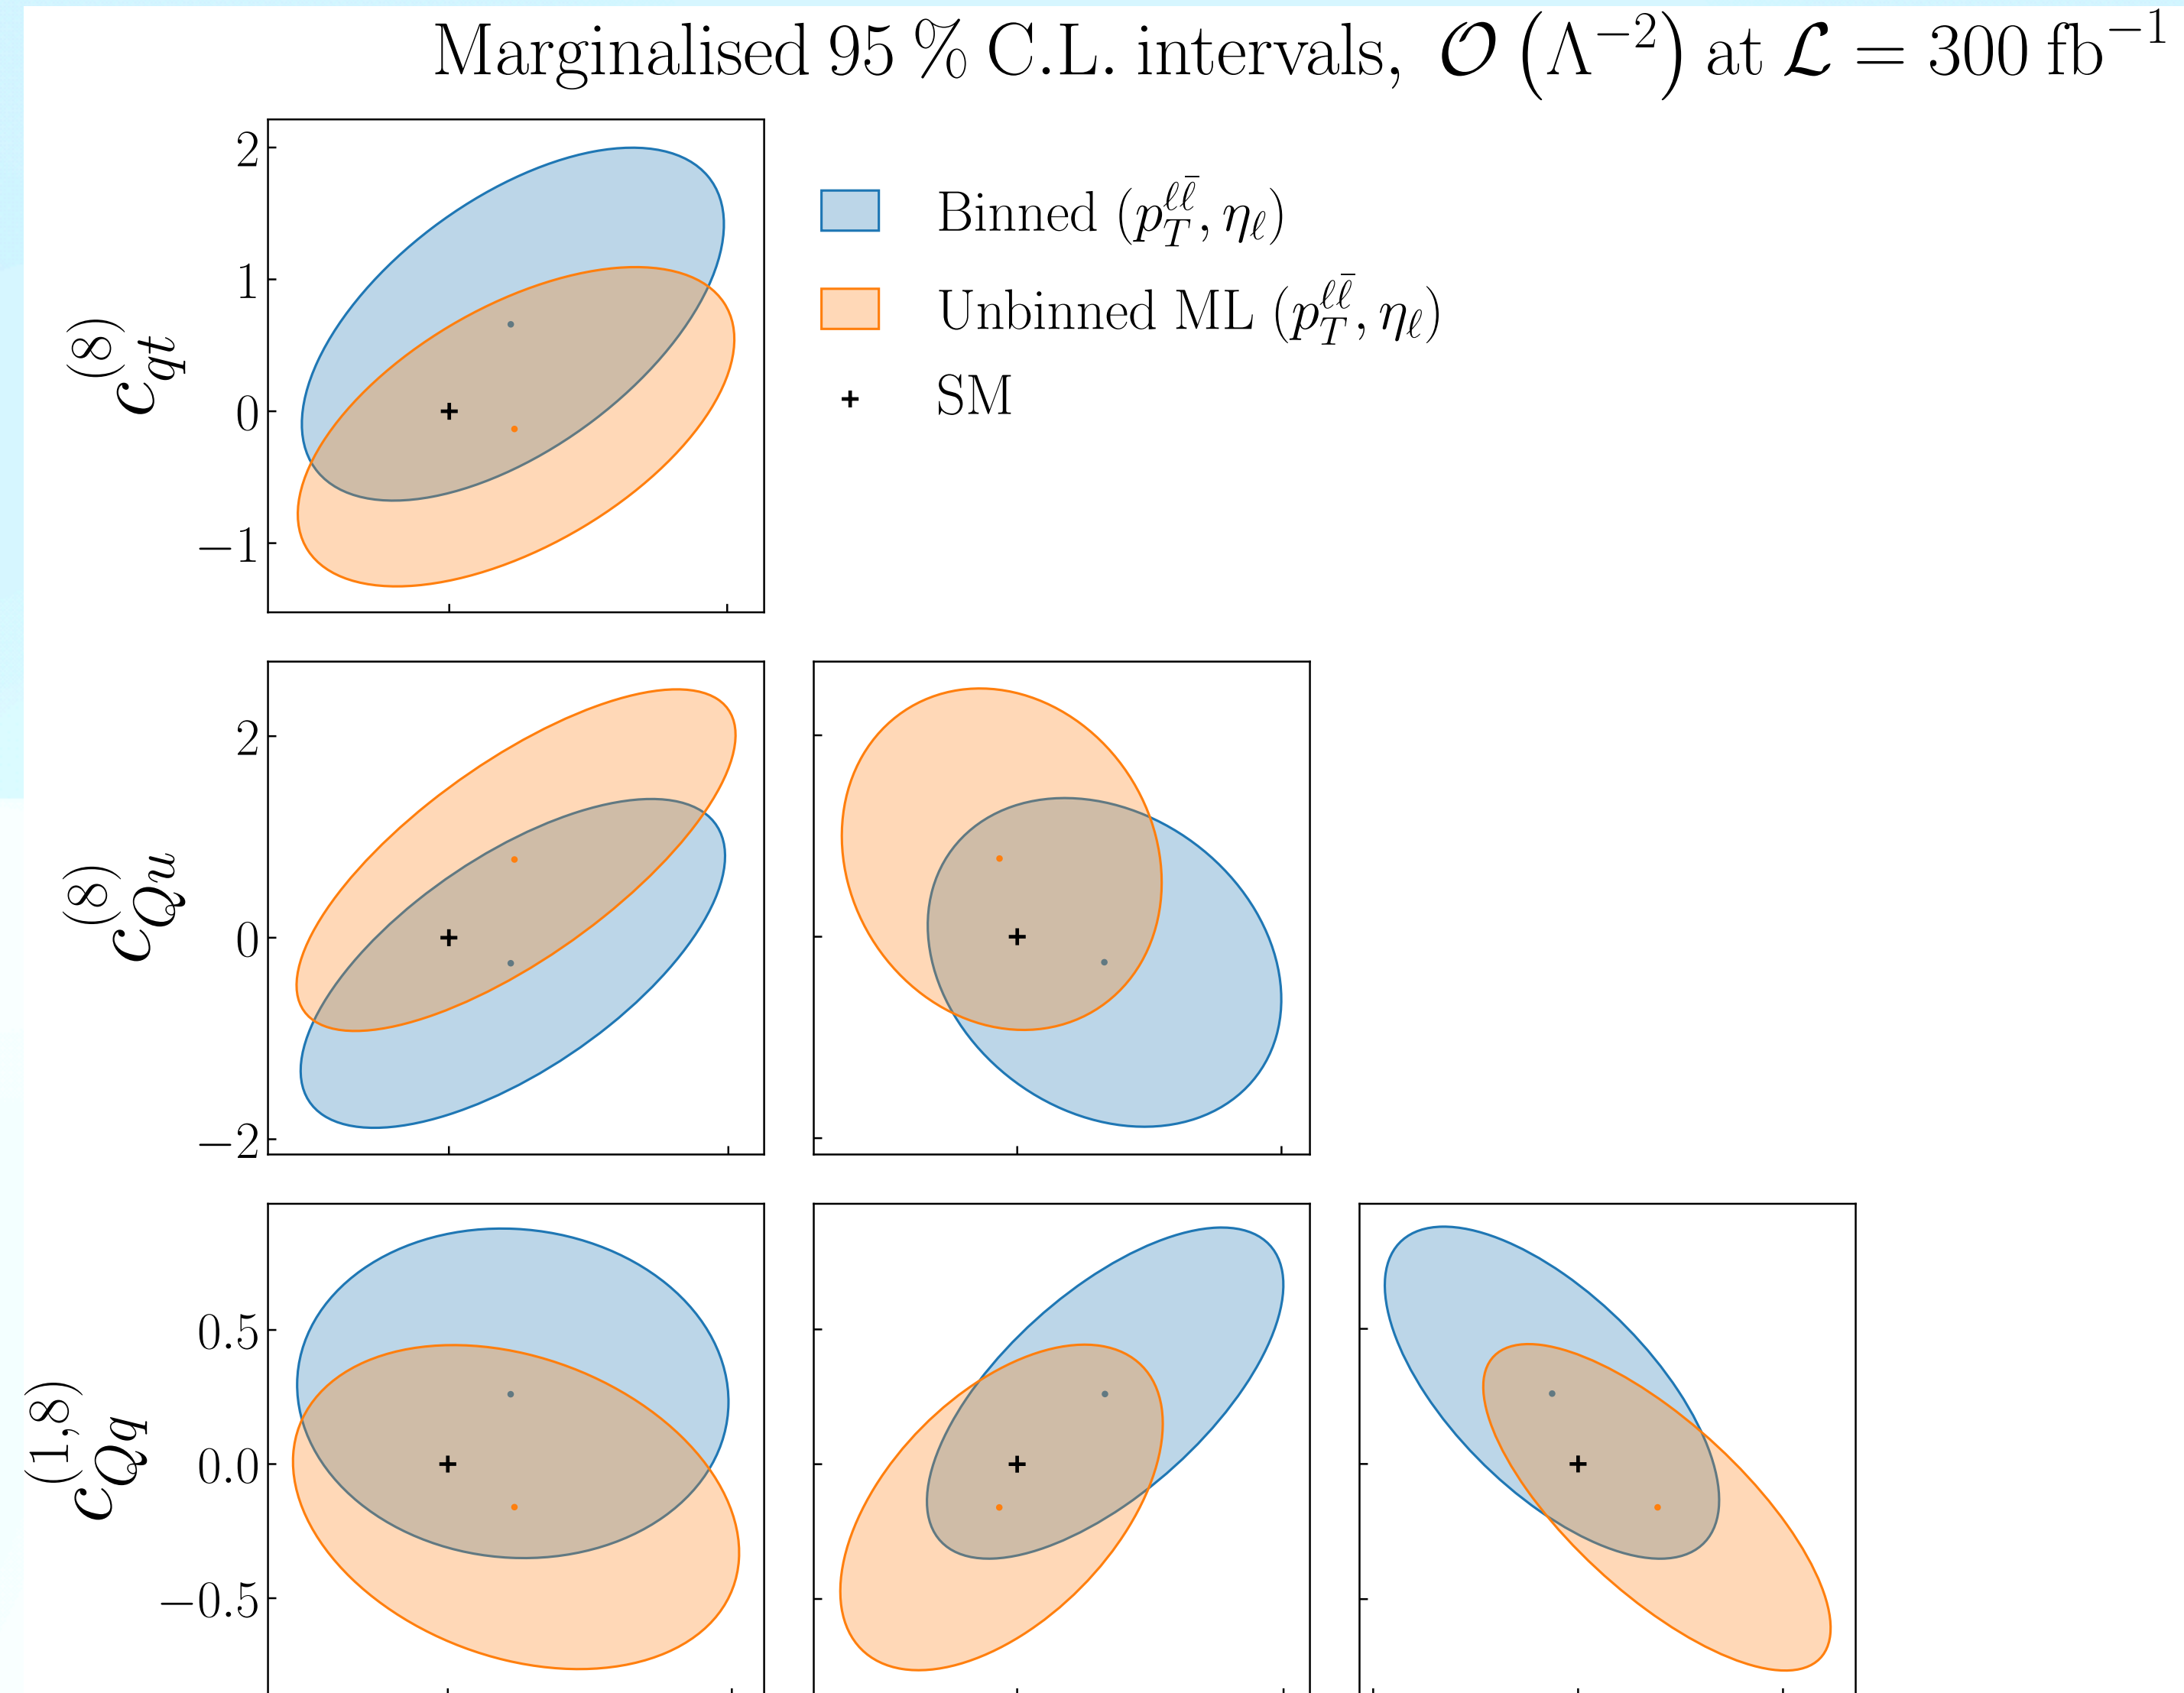 Marginalised 95 % C.L. intervals, 𝒪 (Λ⁻²) at ℒ = 300 fb⁻¹
2
1
0
−1
c_{qt}^{(8)}
Binned (p_T^{ℓℓ̄}, η_ℓ)
Unbinned ML (p_T^{ℓℓ̄}, η_ℓ)
SM
2
0
−2
c_{Qu}^{(8)}
0.5
0.0
−0.5
c_{Qq}^{(1,8)}